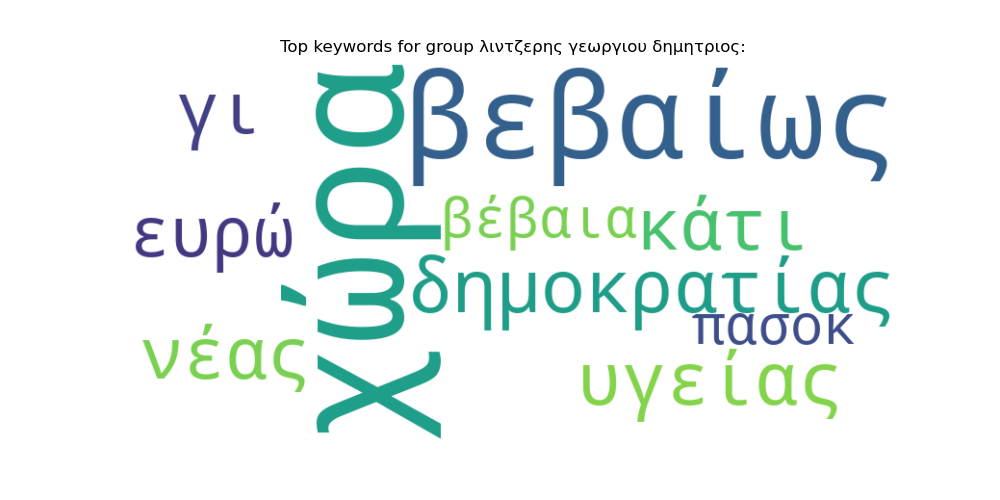 Top keywords for group λιντζερης γεωργιου δημητριος:
γι
χώρα
βεβαίως
ευρώ
βέβαια
κάτι
δημοκρατίας
πασοκ
νέας
υγείας